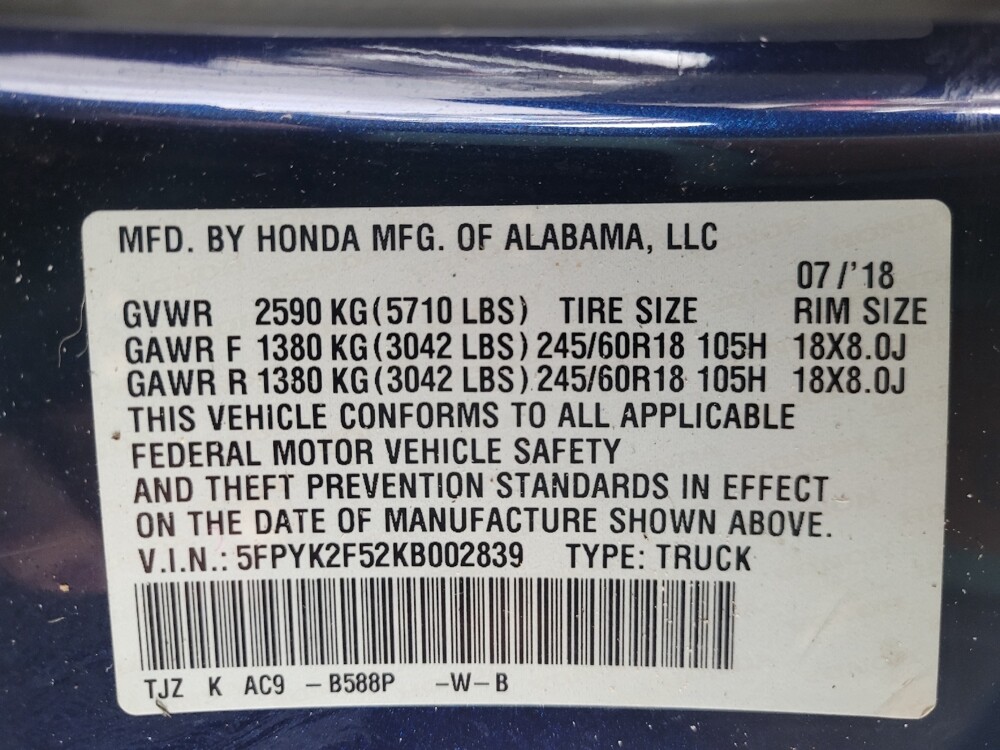 MFD. BY HONDA MFG. OF ALABAMA, LLC
07/'18
GVWR 2590 KG(5710 LBS) TIRE SIZE RIM SIZE
GAWR F 1380 KG(3042 LBS) 245/60R18 105H 18X8.0J
GAWR R 1380 KG(3042 LBS) 245/60R18 105H 18X8.0J
THIS VEHICLE CONFORMS TO ALL APPLICABLE
FEDERAL MOTOR VEHICLE SAFETY
AND THEFT PREVENTION STANDARDS IN EFFECT
ON THE DATE OF MANUFACTURE SHOWN ABOVE.
V.I.N.: 5FPYK2F52KB002839 TYPE: TRUCK
TJZ K AC9 -B588P -W-B